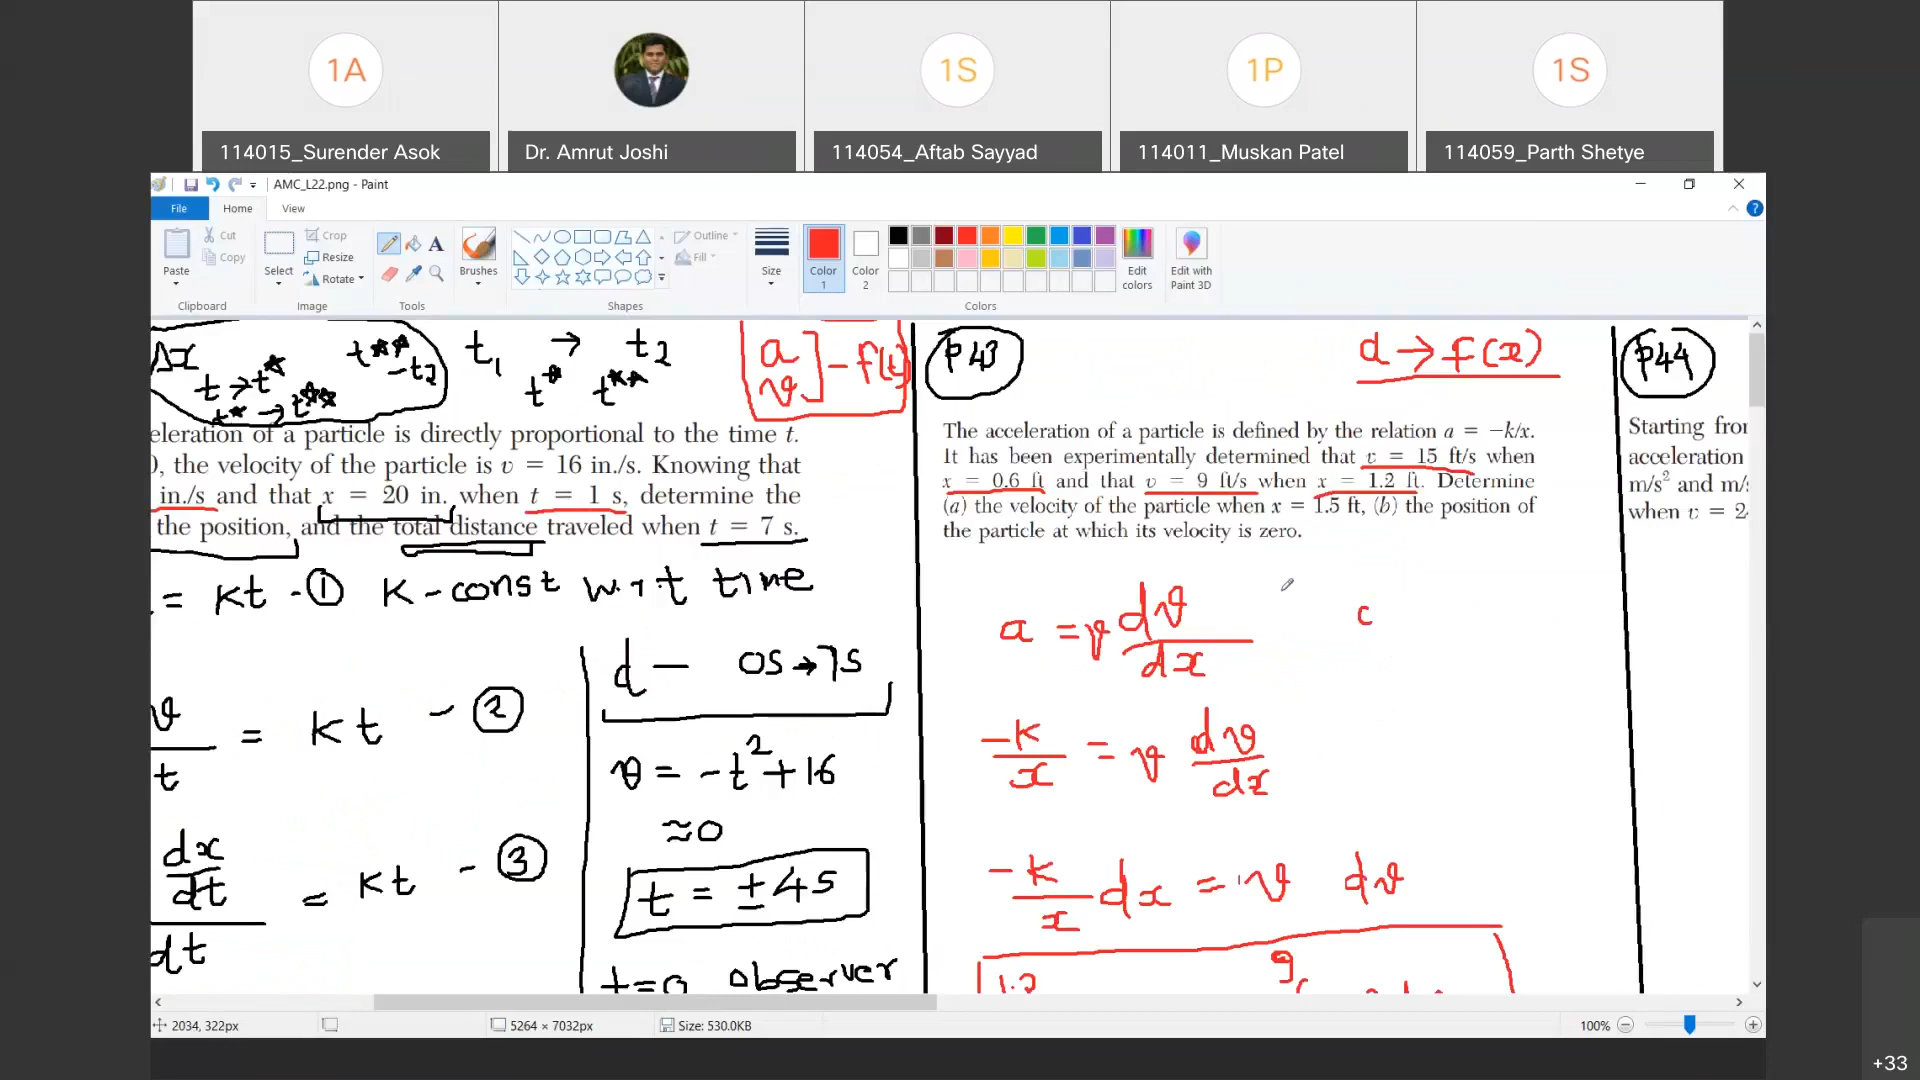 1A
1S
1P
1S
114015_Surender Asok
Dr. Amrut Joshi
114054_Aftab Sayyad
114011_Muskan Patel
114059_Parth Shetye
AMC_L22.png - Paint
File
Home
View
Paste
Cut
Copy
Clipboard
Select
Crop
Resize
Rotate
Image
A
Tools
Brushes
Outline
Fill
Shapes
Size
Color 1
Color 2
Edit colors
Edit with Paint 3D
Colors
Δx
t → t*
t* → t**
t** - t2
t1 → t2
t* t**
a
v
- f(t)
eleration of a particle is directly proportional to the time t.
), the velocity of the particle is v = 16 in./s. Knowing that
in./s and that x = 20 in. when t = 1 s, determine the
the position, and the total distance traveled when t = 7 s.
= Kt - ① K - const w.r.t time
v
t
= Kt - ②
dx
dt
dt
= Kt - ③
d - 0S → 7S
v = -t² + 16
≈ 0
t = ± 4S
t = 0 observer
P43
a → f(x)
The acceleration of a particle is defined by the relation a = −k/x.
It has been experimentally determined that v = 15 ft/s when
x = 0.6 ft and that v = 9 ft/s when x = 1.2 ft. Determine
(a) the velocity of the particle when x = 1.5 ft, (b) the position of
the particle at which its velocity is zero.
a = v dv/dx
c
-k/x = v dv/dx
-k/x dx = v dv
1.2
9
P44
Starting fro
acceleration
m/s² and m/
when v = 2
2034, 322px
5264 × 7032px
Size: 530.0KB
100%
+33